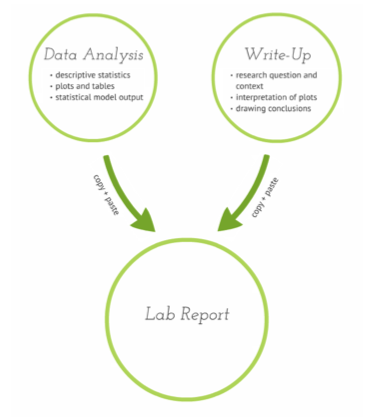 Data Analysis
• descriptive statistics
• plots and tables
• statistical model output
Write-Up
• research question and
context
• interpretation of plots
• drawing conclusions
copy + paste
copy + paste
Lab Report